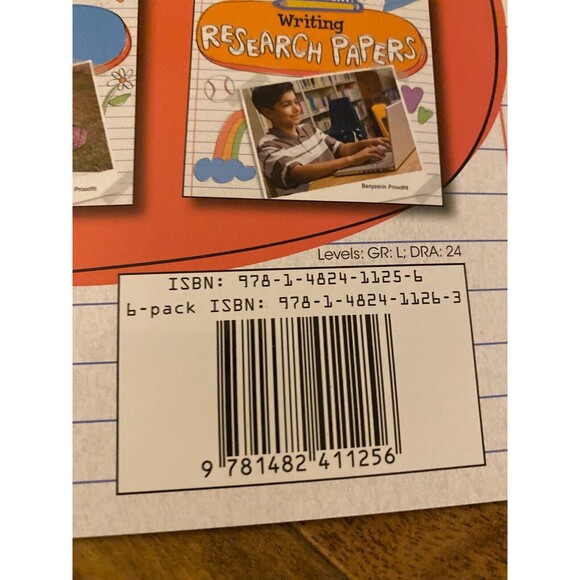 Writing
RESEARCH PAPERS
Proudfit
Benjamin Proudfit
Levels: GR: L; DRA: 24
ISBN: 978-1-4824-1125-6
6-pack ISBN: 978-1-4824-1126-3
9 781482 411256